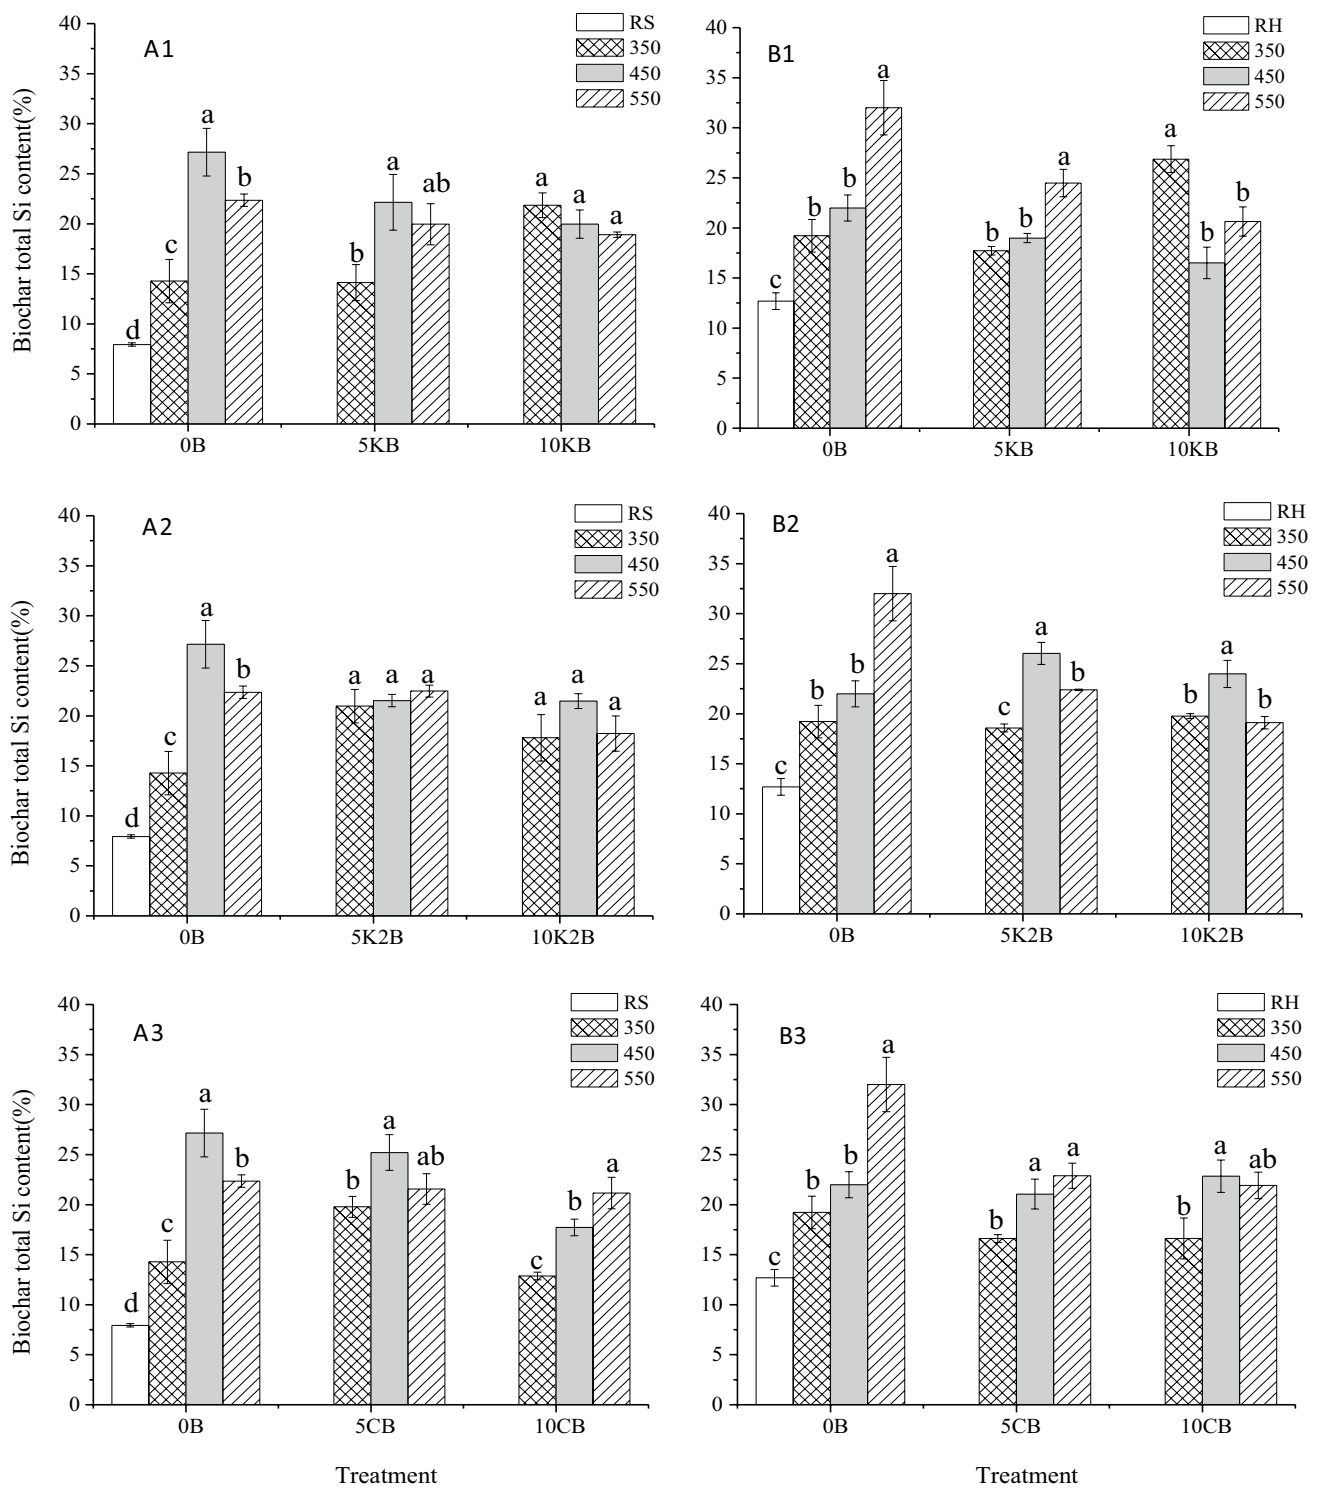 A1
RS
350
450
550
Biochar total Si content(%)
40
35
30
25
20
15
10
5
0
d
c
a
b
b
a
ab
a
a
a
0B
5KB
10KB
B1
RH
350
450
550
40
35
30
25
20
15
10
5
0
c
b
b
a
b
b
a
a
b
b
0B
5KB
10KB
A2
RS
350
450
550
Biochar total Si content(%)
40
35
30
25
20
15
10
5
0
d
c
a
b
a
a
a
a
a
a
0B
5K2B
10K2B
B2
RH
350
450
550
40
35
30
25
20
15
10
5
0
c
b
b
a
c
a
b
b
a
b
0B
5K2B
10K2B
A3
RS
350
450
550
Biochar total Si content(%)
40
35
30
25
20
15
10
5
0
d
c
a
b
b
a
ab
c
b
a
0B
5CB
10CB
Treatment
B3
RH
350
450
550
40
35
30
25
20
15
10
5
0
c
b
b
a
b
a
a
b
a
ab
0B
5CB
10CB
Treatment